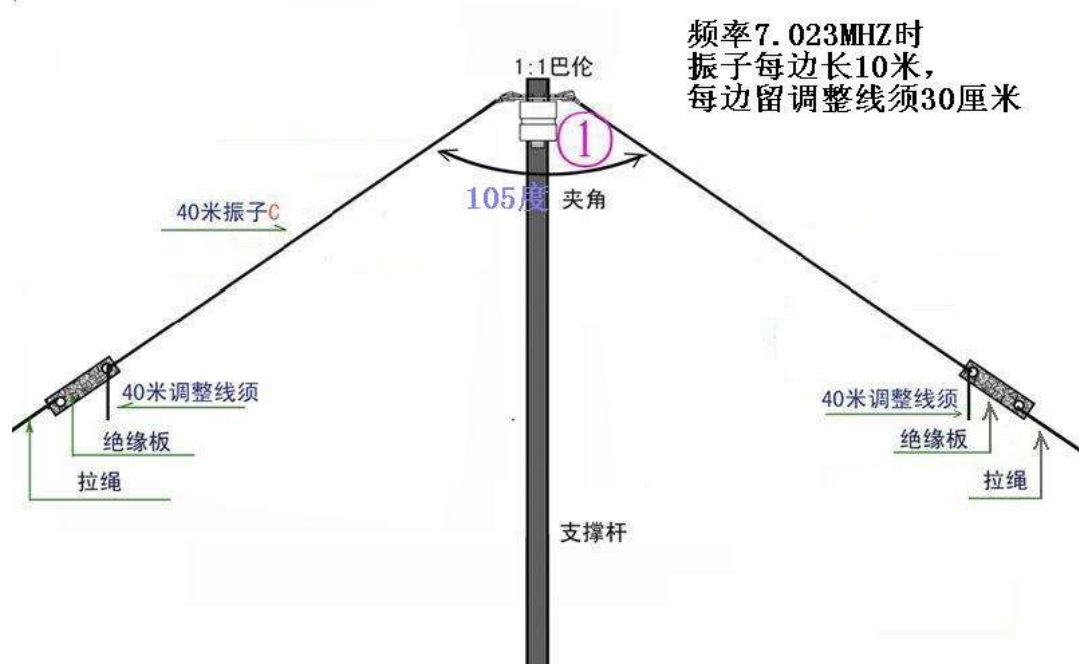 频率7.023MHZ时
振子每边长10米，
每边留调整线须30厘米
1:1巴伦
①
105度 夹角
40米振子C
40米调整线须
绝缘板
拉绳
40米调整线须
绝缘板
拉绳
支撑杆